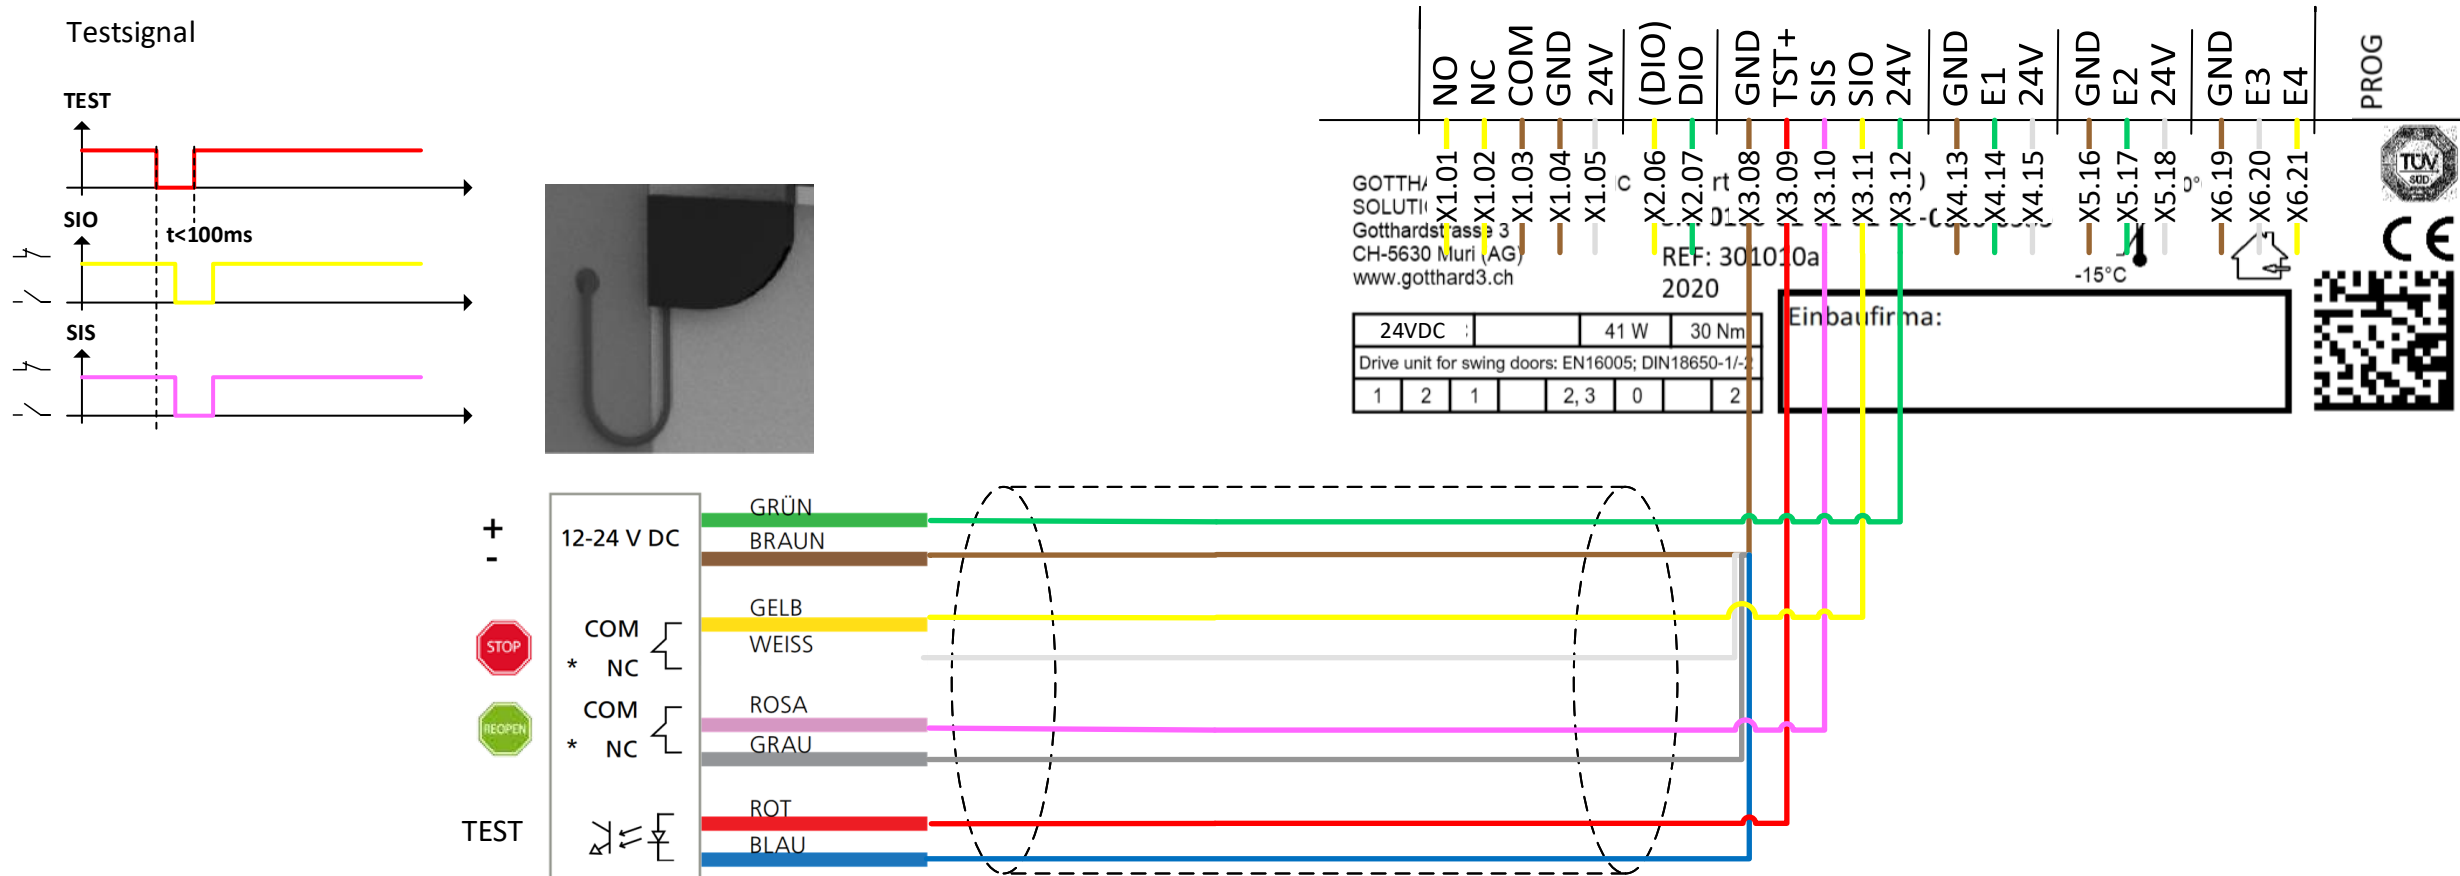 Testsignal
TEST
SIO
t<100ms
SIS
NO
NC
COM
GND
24V
(DIO)
DIO
GND
TST+
SIS
SIO
24V
GND
E1
24V
GND
E2
24V
GND
E3
E4
PROG
X1.01
X1.02
X1.03
X1.04
X1.05
X2.06
X2.07
X3.08
X3.09
X3.10
X3.11
X3.12
X4.13
X4.14
X4.15
X5.16
X5.17
X5.18
X6.19
X6.20
X6.21
TÜV
SÜD
Gotthardstrasse 3
CH-5630 Muri (AG)
www.gotthard3.ch
REF: 301010a
2020
-15°C
CE
24VDC
41 W
30 Nm
Drive unit for swing doors: EN16005; DIN18650-1/-2
1 2 1 2, 3 0 2
Einbaufirma:
+
-
12-24 V DC
GRÜN
BRAUN
STOP
COM
* NC
GELB
WEISS
REOPEN
COM
* NC
ROSA
GRAU
TEST
ROT
BLAU